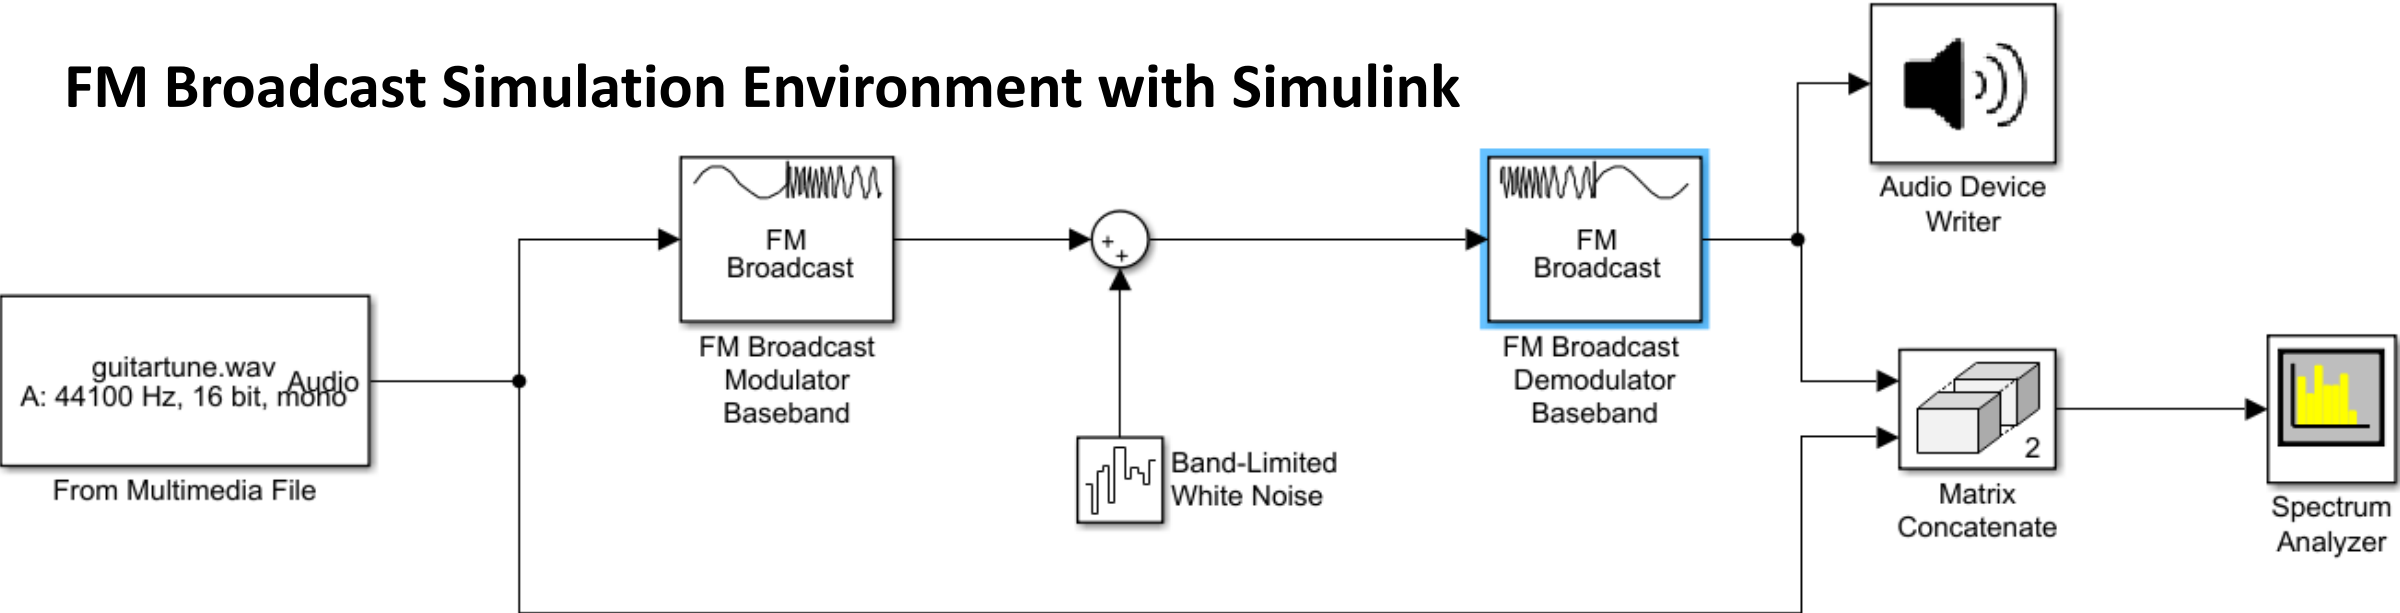 FM Broadcast Simulation Environment with Simulink
guitartune.wav
A: 44100 Hz, 16 bit, mono
Audio
From Multimedia File
FM
Broadcast
FM Broadcast
Modulator
Baseband
+
+
Band-Limited
White Noise
FM
Broadcast
FM Broadcast
Demodulator
Baseband
Audio Device
Writer
2
Matrix
Concatenate
Spectrum
Analyzer